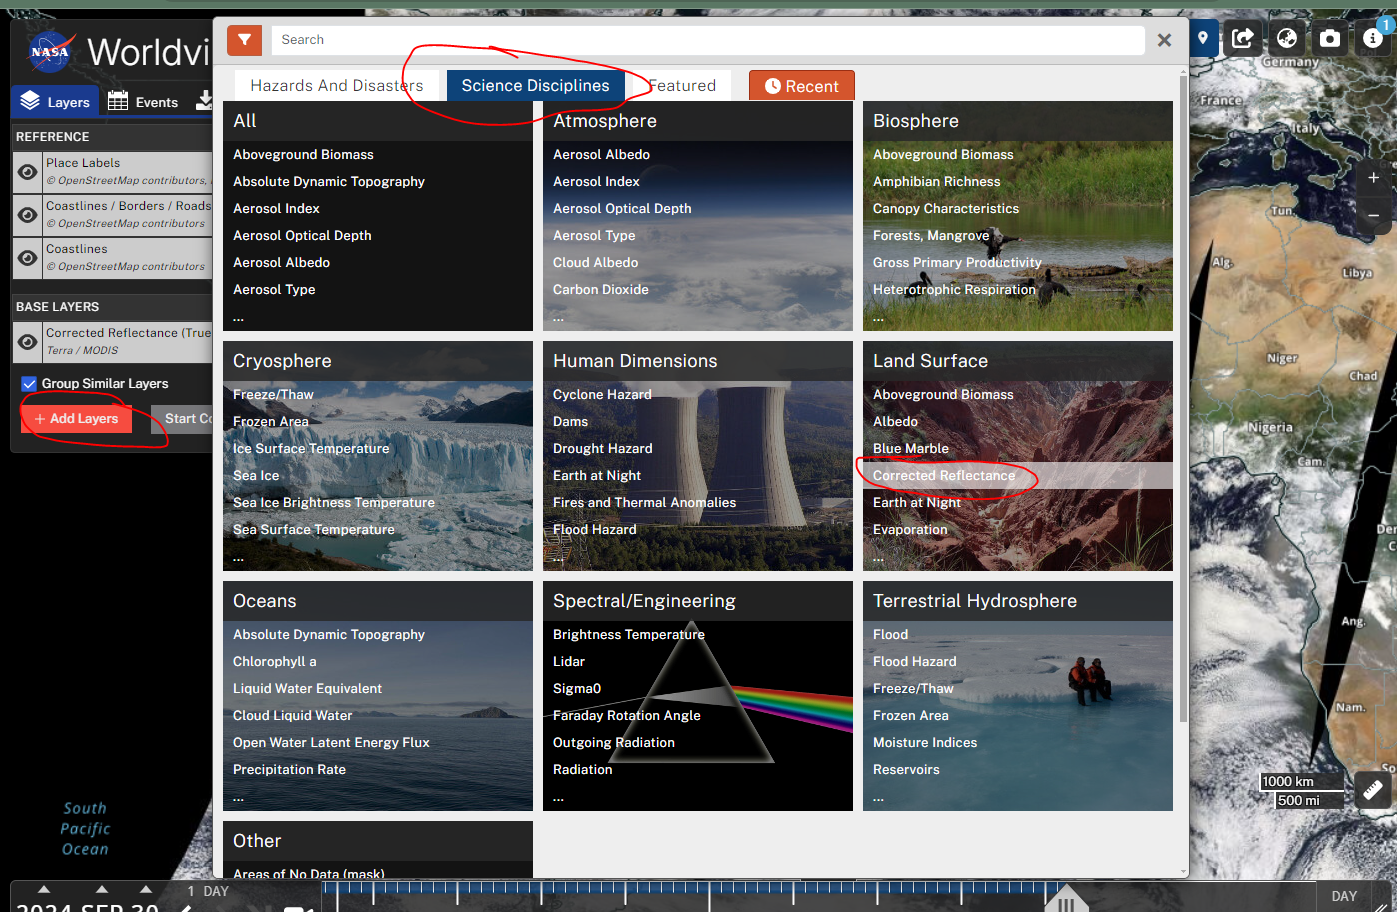 NASA
Worldvi
Layers
Events
REFERENCE
Place Labels
© OpenStreetMap contributors,
Coastlines / Borders / Roads
© OpenStreetMap contributors
Coastlines
© OpenStreetMap contributors
BASE LAYERS
Corrected Reflectance (True
Terra / MODIS
Group Similar Layers
+ Add Layers
Start Co
Search
Hazards And Disasters
Science Disciplines
Featured
Recent
All
Aboveground Biomass
Absolute Dynamic Topography
Aerosol Index
Aerosol Optical Depth
Aerosol Albedo
Aerosol Type
...
Atmosphere
Aerosol Albedo
Aerosol Index
Aerosol Optical Depth
Aerosol Type
Cloud Albedo
Carbon Dioxide
...
Biosphere
Aboveground Biomass
Amphibian Richness
Canopy Characteristics
Forests, Mangrove
Gross Primary Productivity
Heterotrophic Respiration
...
Cryosphere
Freeze/Thaw
Frozen Area
Ice Surface Temperature
Sea Ice
Sea Ice Brightness Temperature
Sea Surface Temperature
...
Human Dimensions
Cyclone Hazard
Dams
Drought Hazard
Earth at Night
Fires and Thermal Anomalies
Flood Hazard
...
Land Surface
Aboveground Biomass
Albedo
Blue Marble
Corrected Reflectance
Earth at Night
Evaporation
...
Oceans
Absolute Dynamic Topography
Chlorophyll a
Liquid Water Equivalent
Cloud Liquid Water
Open Water Latent Energy Flux
Precipitation Rate
...
Spectral/Engineering
Brightness Temperature
Lidar
Sigma0
Faraday Rotation Angle
Outgoing Radiation
Radiation
...
Terrestrial Hydrosphere
Flood
Flood Hazard
Freeze/Thaw
Frozen Area
Moisture Indices
Reservoirs
...
Other
Areas of No Data (mask)
1
Germany
France
Italy
Tun.
Alg.
Libya
Niger
Chad
Nigeria
Cam.
Der
C
Ang.
Nam.
So
1000 km
500 mi
South
Pacific
Ocean
1 DAY
2024 SEP 30
DAY